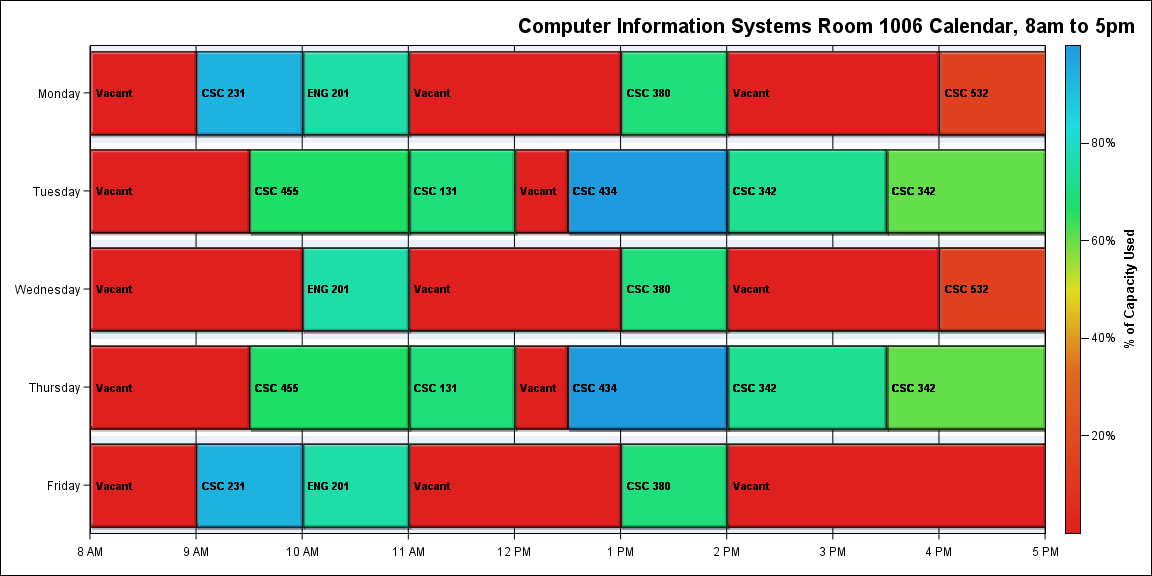 Computer Information Systems Room 1006 Calendar, 8am to 5pm
Monday
Vacant
CSC 231
ENG 201
Vacant
CSC 380
Vacant
CSC 532
Tuesday
Vacant
CSC 455
CSC 131
Vacant
CSC 434
CSC 342
CSC 342
Wednesday
Vacant
ENG 201
Vacant
CSC 380
Vacant
CSC 532
Thursday
Vacant
CSC 455
CSC 131
Vacant
CSC 434
CSC 342
CSC 342
Friday
Vacant
CSC 231
ENG 201
Vacant
CSC 380
Vacant
8 AM
9 AM
10 AM
11 AM
12 PM
1 PM
2 PM
3 PM
4 PM
5 PM
80%
60%
40%
20%
% of Capacity Used